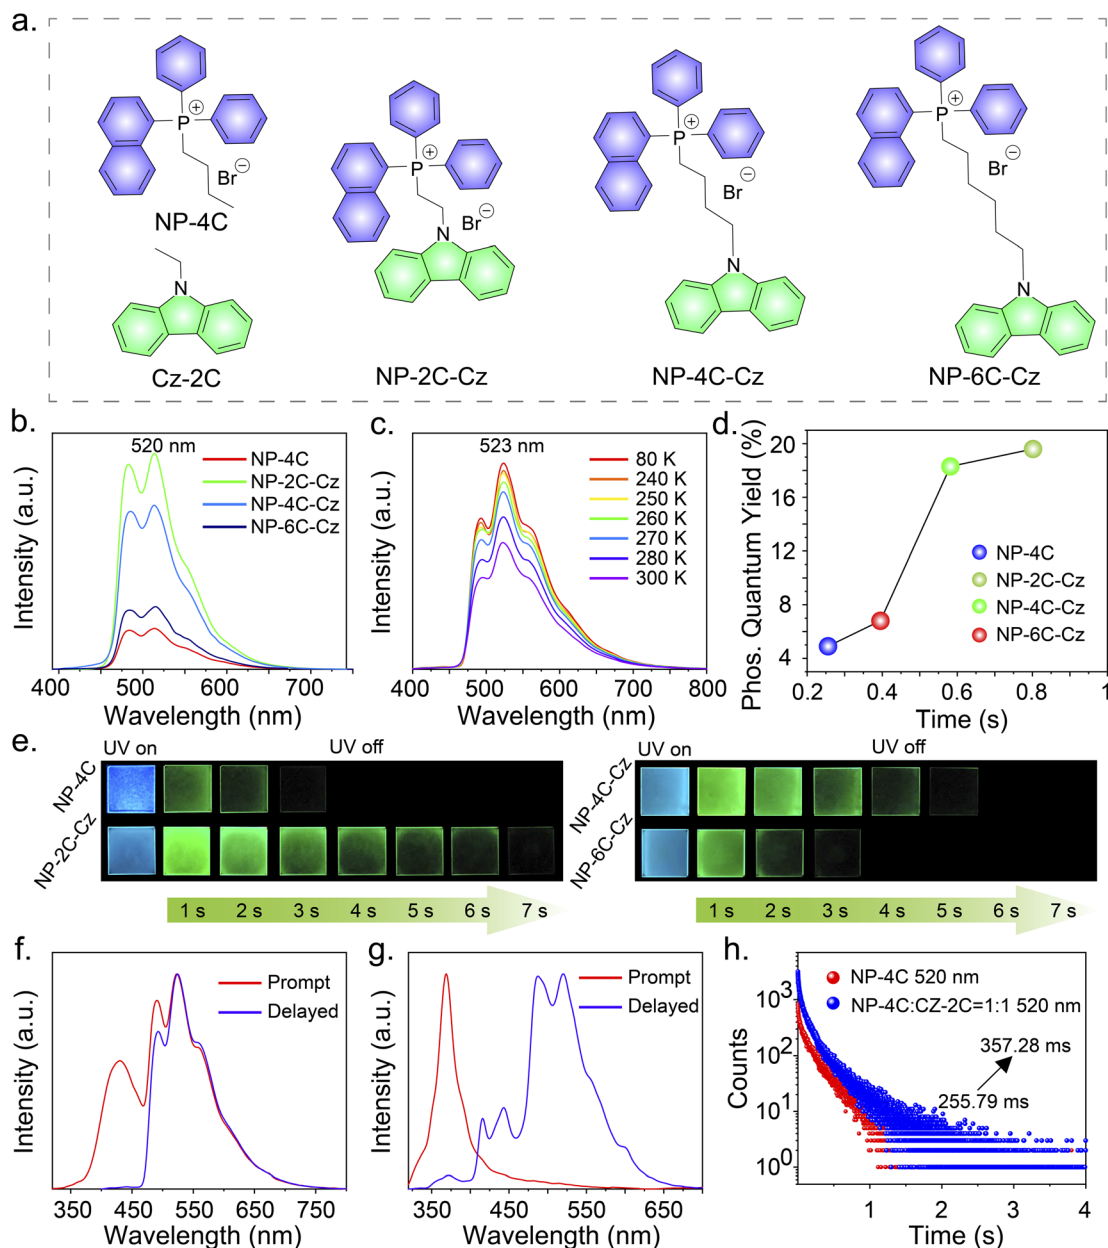 a.
P
⊕
Br
⊖
NP-4C
N
Cz-2C
P
⊕
Br
⊖
N
NP-2C-Cz
P
⊕
Br
⊖
N
NP-4C-Cz
P
⊕
Br
⊖
N
NP-6C-Cz
b.
520 nm
NP-4C
NP-2C-Cz
NP-4C-Cz
NP-6C-Cz
Intensity (a.u.)
400 500 600 700
Wavelength (nm)
c.
523 nm
80 K
240 K
250 K
260 K
270 K
280 K
300 K
Intensity (a.u.)
400 500 600 700 800
Wavelength (nm)
d.
Phos. Quantum Yield (%)
20
16
12
8
4
NP-4C
NP-2C-Cz
NP-4C-Cz
NP-6C-Cz
0.2 0.4 0.6 0.8 1
Time (s)
e.
UV on UV off
NP-4C
NP-2C-Cz
1 s 2 s 3 s 4 s 5 s 6 s 7 s
UV on UV off
NP-4C-Cz
NP-6C-Cz
1 s 2 s 3 s 4 s 5 s 6 s 7 s
f.
Prompt
Delayed
Intensity (a.u.)
350 450 550 650 750
Wavelength (nm)
g.
Prompt
Delayed
Intensity (a.u.)
400 500 600 700
Wavelength (nm)
h.
NP-4C 520 nm
NP-4C:CZ-2C=1:1 520 nm
357.28 ms
255.79 ms
Counts
10³
10²
10¹
10⁰
1 2 3 4
Time (s)